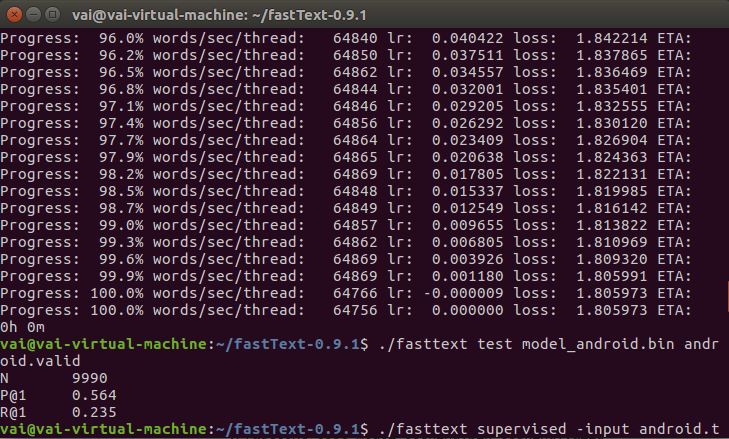 vai@vai-virtual-machine: ~/fastText-0.9.1
Progress:  96.0% words/sec/thread:   64840 lr:  0.040422 loss:  1.842214 ETA:
Progress:  96.2% words/sec/thread:   64850 lr:  0.037511 loss:  1.837865 ETA:
Progress:  96.5% words/sec/thread:   64862 lr:  0.034557 loss:  1.836469 ETA:
Progress:  96.8% words/sec/thread:   64844 lr:  0.032001 loss:  1.835401 ETA:
Progress:  97.1% words/sec/thread:   64846 lr:  0.029205 loss:  1.832555 ETA:
Progress:  97.4% words/sec/thread:   64856 lr:  0.026292 loss:  1.830120 ETA:
Progress:  97.7% words/sec/thread:   64864 lr:  0.023409 loss:  1.826904 ETA:
Progress:  97.9% words/sec/thread:   64865 lr:  0.020638 loss:  1.824363 ETA:
Progress:  98.2% words/sec/thread:   64869 lr:  0.017805 loss:  1.822131 ETA:
Progress:  98.5% words/sec/thread:   64848 lr:  0.015337 loss:  1.819985 ETA:
Progress:  98.7% words/sec/thread:   64849 lr:  0.012549 loss:  1.816142 ETA:
Progress:  99.0% words/sec/thread:   64857 lr:  0.009655 loss:  1.813822 ETA:
Progress:  99.3% words/sec/thread:   64862 lr:  0.006805 loss:  1.810969 ETA:
Progress:  99.6% words/sec/thread:   64869 lr:  0.003926 loss:  1.809320 ETA:
Progress:  99.9% words/sec/thread:   64869 lr:  0.001180 loss:  1.805991 ETA:
Progress: 100.0% words/sec/thread:   64766 lr: -0.000009 loss:  1.805973 ETA:
Progress: 100.0% words/sec/thread:   64756 lr:  0.000000 loss:  1.805973 ETA:
0h 0m
vai@vai-virtual-machine:~/fastText-0.9.1$ ./fasttext test model_android.bin andr
oid.valid
N       9990
P@1     0.564
R@1     0.235
vai@vai-virtual-machine:~/fastText-0.9.1$ ./fasttext supervised -input android.t